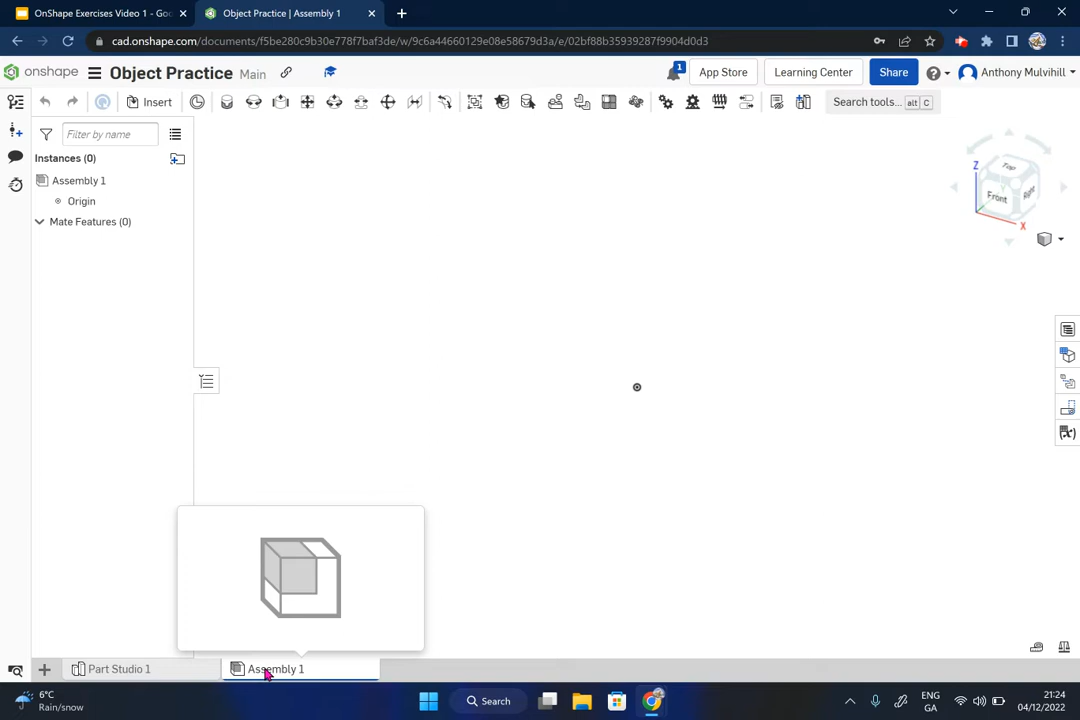 OnShape Exercises Video 1 - Goo
Object Practice | Assembly 1
cad.onshape.com/documents/f5be280c9b30e778f7baf3de/w/9c6a44660129e08e58679d3a/e/02bf88b35939287f9904d0d3
onshape
Object Practice Main
1
App Store
Learning Center
Share
Anthony Mulvihill
Insert
Search tools... alt C
Filter by name
Instances (0)
Assembly 1
Origin
Mate Features (0)
Top
Front
Right
Z
X
Part Studio 1
Assembly 1
6°C
Rain/snow
Search
ENG
GA
21:24
04/12/2022